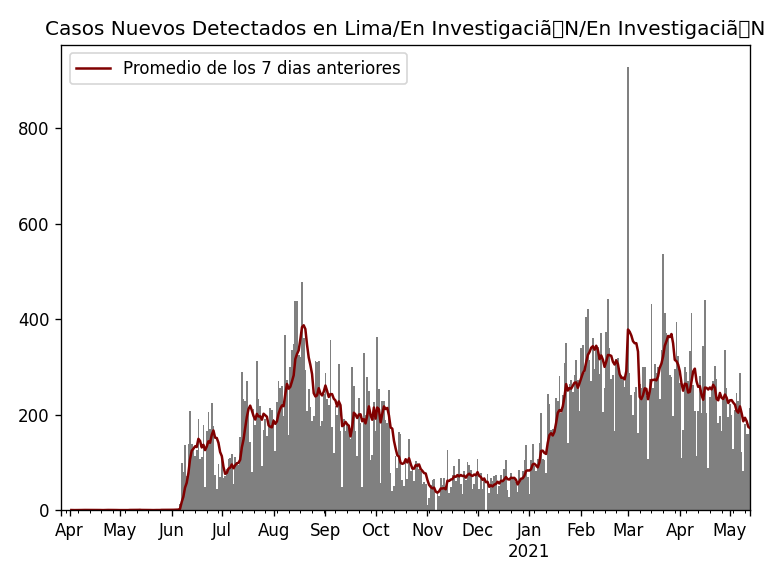 Casos Nuevos Detectados en Lima/En Investigaciã▯N/En Investigaciã▯N
Promedio de los 7 dias anteriores
800
600
400
200
0
Apr May Jun Jul Aug Sep Oct Nov Dec Jan Feb Mar Apr May
2021